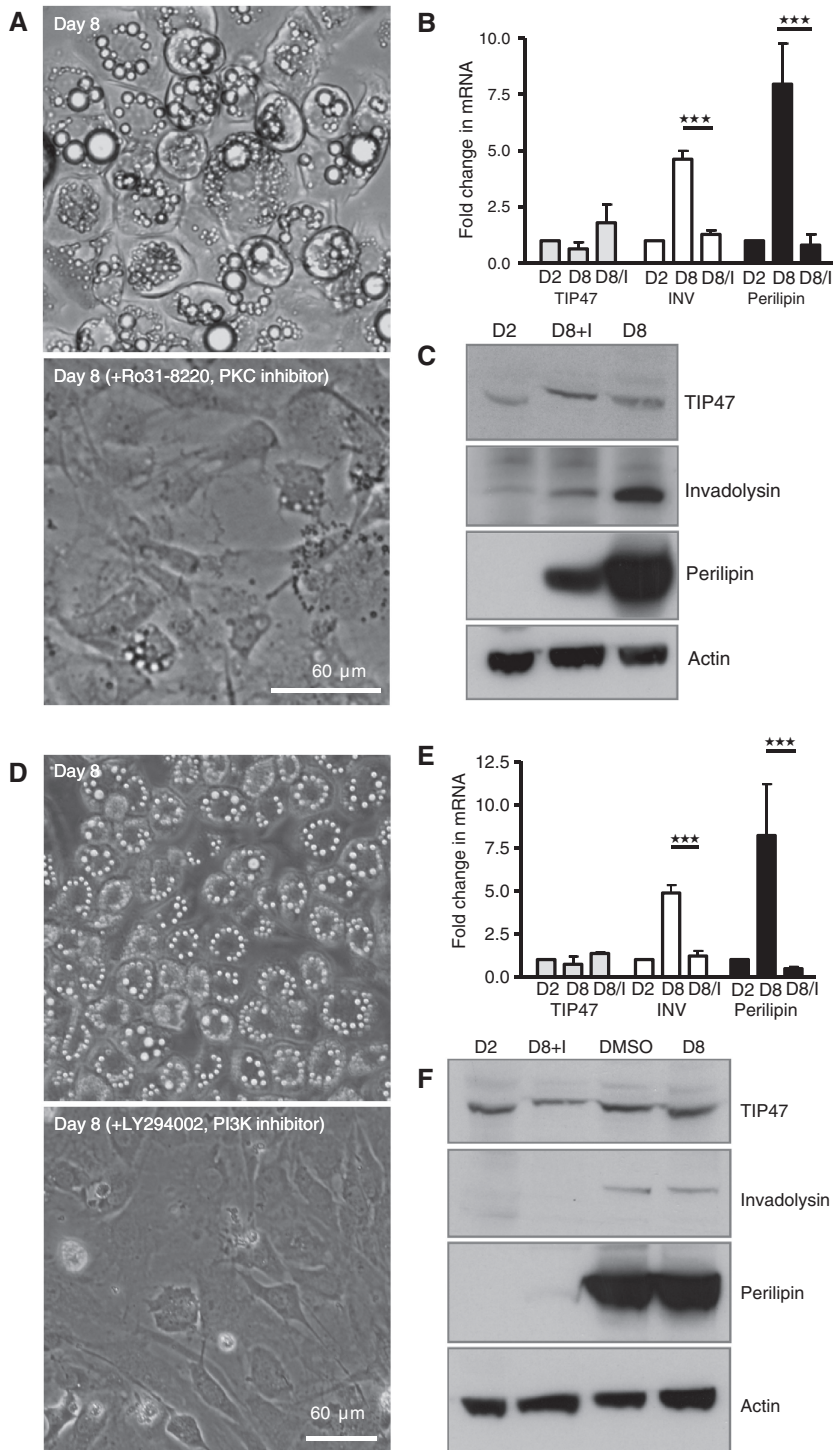 A
Day 8
Day 8 (+Ro31-8220, PKC inhibitor)
60 µm
B
Fold change in mRNA
10.0
7.5
5.0
2.5
0.0
★★★
★★★
D2 D8 D8/I D2 D8 D8/I D2 D8 D8/I
TIP47 INV Perilipin
C
D2 D8+I D8
TIP47
Invadolysin
Perilipin
Actin
D
Day 8
Day 8 (+LY294002, PI3K inhibitor)
60 µm
E
Fold change in mRNA
12.5
10.0
7.5
5.0
2.5
0.0
★★★
★★★
D2 D8 D8/I D2 D8 D8/I D2 D8 D8/I
TIP47 INV Perilipin
F
D2 D8+I DMSO D8
TIP47
Invadolysin
Perilipin
Actin